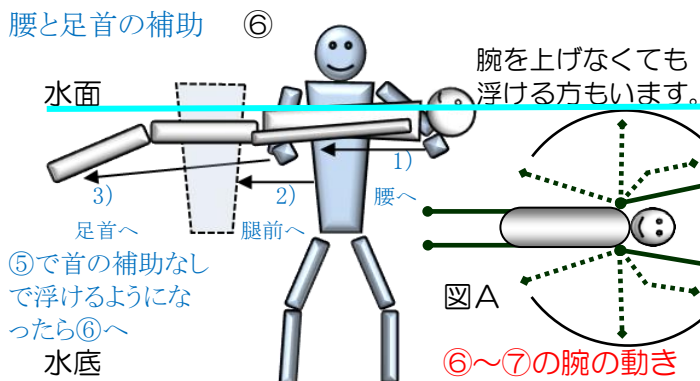 腰と足首の補助 ⑥
腕を上げなくても
浮ける方もいます。
水面
1)
2)
3)
腰へ
腿前へ
足首へ
⑤で首の補助なし
で浮けるようにな
ったら⑥へ
図A
水底
⑥~⑦の腕の動き